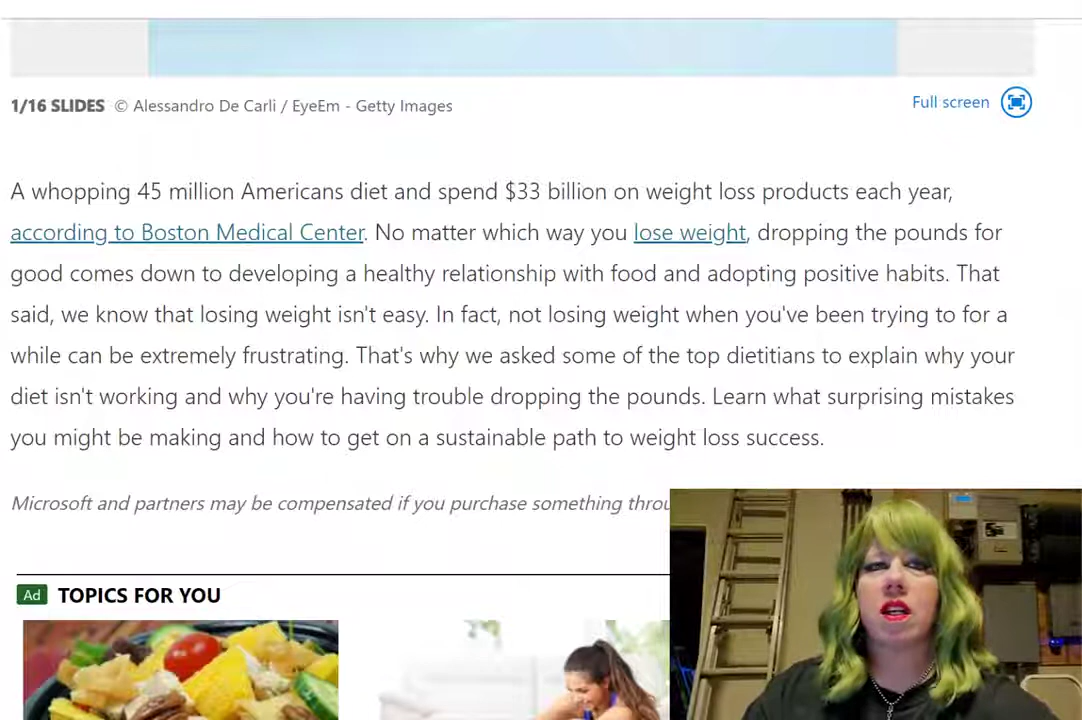 1/16 SLIDES © Alessandro De Carli / EyeEm - Getty Images
Full screen
A whopping 45 million Americans diet and spend $33 billion on weight loss products each year,
according to Boston Medical Center. No matter which way you lose weight, dropping the pounds for
good comes down to developing a healthy relationship with food and adopting positive habits. That
said, we know that losing weight isn't easy. In fact, not losing weight when you've been trying to for a
while can be extremely frustrating. That's why we asked some of the top dietitians to explain why your
diet isn't working and why you're having trouble dropping the pounds. Learn what surprising mistakes
you might be making and how to get on a sustainable path to weight loss success.
Microsoft and partners may be compensated if you purchase something throu
Ad TOPICS FOR YOU